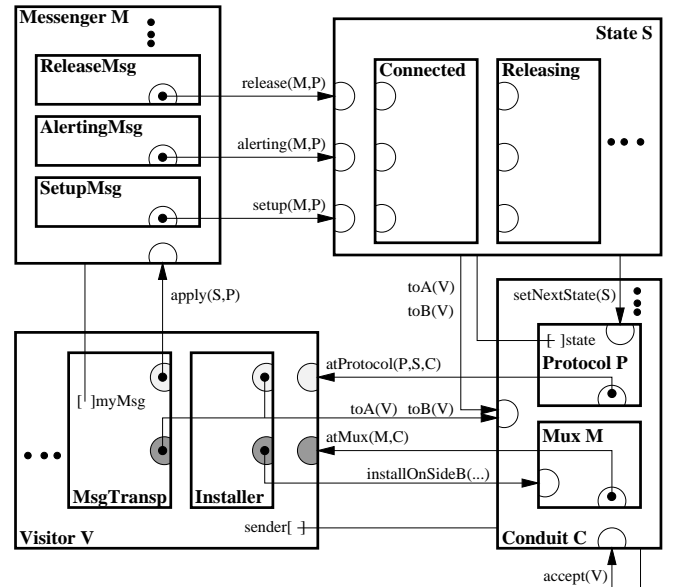 Messenger M
ReleaseMsg
AlertingMsg
SetupMsg
release(M,P)
alerting(M,P)
setup(M,P)
State S
Connected
Releasing
apply(S,P)
toA(V)
toB(V)
setNextState(S)
[ ]state
Protocol P
atProtocol(P,S,C)
[ ]myMsg
toA(V) toB(V)
Mux M
atMux(M,C)
installOnSideB(...)
MsgTransp
Installer
sender[ ]
Visitor V
Conduit C
accept(V)